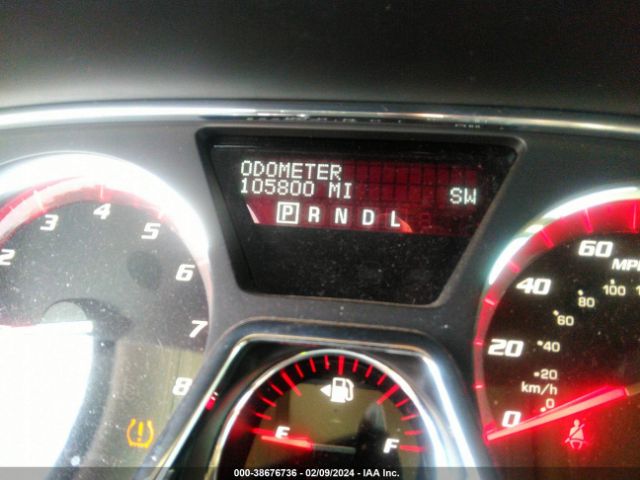 ODOMETER
105800 MI SW
P R N D L
2 3 4 5 6 7 8
E F
0 20 40 60 MPH
0 20 40 60 80 100
km/h
000-38676736 - 02/09/2024 - IAA Inc.